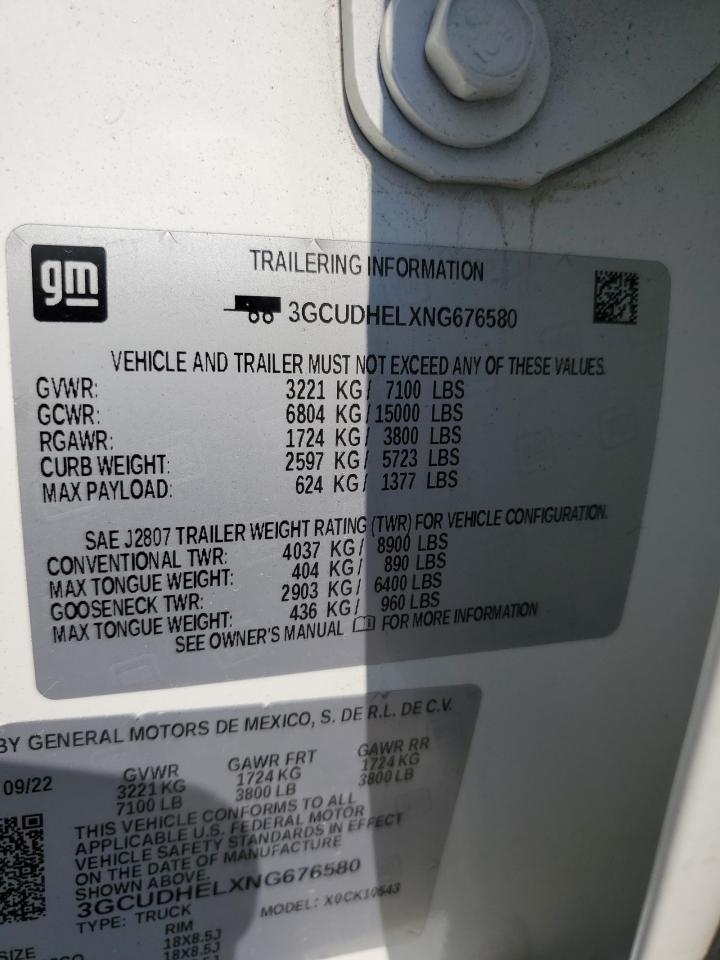 gm
TRAILERING INFORMATION
3GCUDHELXNG676580
VEHICLE AND TRAILER MUST NOT EXCEED ANY OF THESE VALUES.
GVWR: 3221 KG/ 7100 LBS
GCWR: 6804 KG/15000 LBS
RGAWR: 1724 KG/ 3800 LBS
CURB WEIGHT: 2597 KG/ 5723 LBS
MAX PAYLOAD: 624 KG/ 1377 LBS
SAE J2807 TRAILER WEIGHT RATING (TWR) FOR VEHICLE CONFIGURATION.
CONVENTIONAL TWR: 4037 KG/ 8900 LBS
MAX TONGUE WEIGHT: 404 KG/ 890 LBS
GOOSENECK TWR: 2903 KG/ 6400 LBS
MAX TONGUE WEIGHT: 436 KG/ 960 LBS
SEE OWNER'S MANUAL FOR MORE INFORMATION
BY GENERAL MOTORS DE MEXICO, S. DE R.L. DE C.V.
09/22 GVWR GAWR FRT GAWR RR
3221 KG 1724 KG 1724 KG
7100 LB 3800 LB 3800 LB
THIS VEHICLE CONFORMS TO ALL
APPLICABLE U.S. FEDERAL MOTOR
VEHICLE SAFETY STANDARDS IN EFFECT
ON THE DATE OF MANUFACTURE
SHOWN ABOVE.
3GCUDHELXNG676580
TYPE: TRUCK MODEL: X0CK10543
SIZE RIM
18X8.5J
18X8.5J